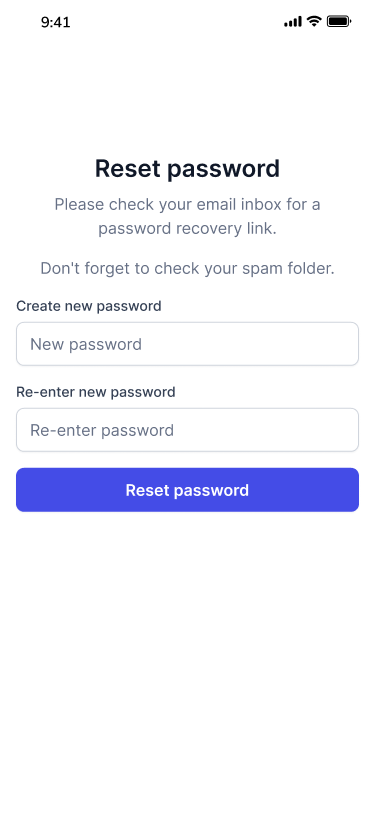 9:41
Reset password
Please check your email inbox for a
password recovery link.
Don't forget to check your spam folder.
Create new password
New password
Re-enter new password
Re-enter password
Reset password